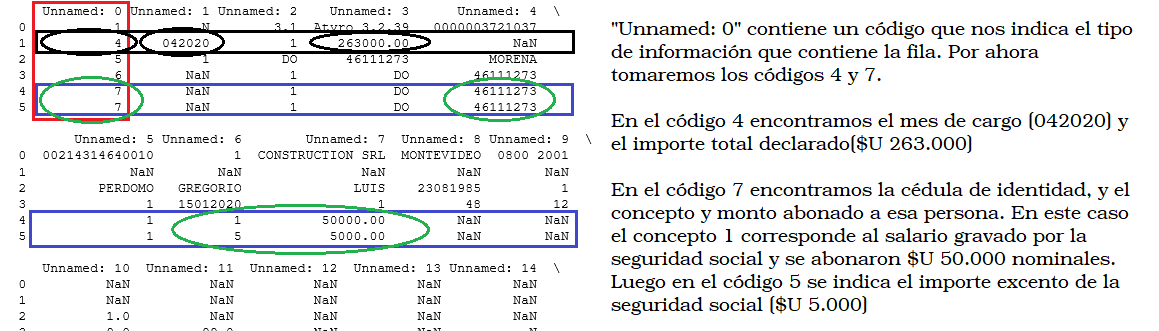 Unnamed: 0 Unnamed: 1 Unnamed: 2 Unnamed: 3 Unnamed: 4 \
0 1 N 3.1 Atyro 3.2.39 0000003721037
1 4 042020 1 263000.00 NaN
2 5 1 DO 46111273 MORENA
3 6 NaN 1 DO 46111273
4 7 NaN 1 DO 46111273
5 7 NaN 1 DO 46111273
Unnamed: 5 Unnamed: 6 Unnamed: 7 Unnamed: 8 Unnamed: 9 \
0 00214314640010 1 CONSTRUCTION SRL MONTEVIDEO 0800 2001
1 NaN NaN NaN NaN NaN
2 PERDOMO GREGORIO LUIS 23081985 1
3 1 15012020 1 48 12
4 1 1 50000.00 NaN NaN
5 1 5 5000.00 NaN NaN
Unnamed: 10 Unnamed: 11 Unnamed: 12 Unnamed: 13 Unnamed: 14 \
0 NaN NaN NaN NaN NaN
1 NaN NaN NaN NaN NaN
2 1.0 NaN NaN NaN NaN
"Unnamed: 0" contiene un código que nos indica el tipo
de información que contiene la fila. Por ahora
tomaremos los códigos 4 y 7.
En el código 4 encontramos el mes de cargo (042020) y
el importe total declarado($U 263.000)
En el código 7 encontramos la cédula de identidad, y el
concepto y monto abonado a esa persona. En este caso
el concepto 1 corresponde al salario gravado por la
seguridad social y se abonaron $U 50.000 nominales.
Luego en el código 5 se indica el importe excento de la
seguridad social ($U 5.000)